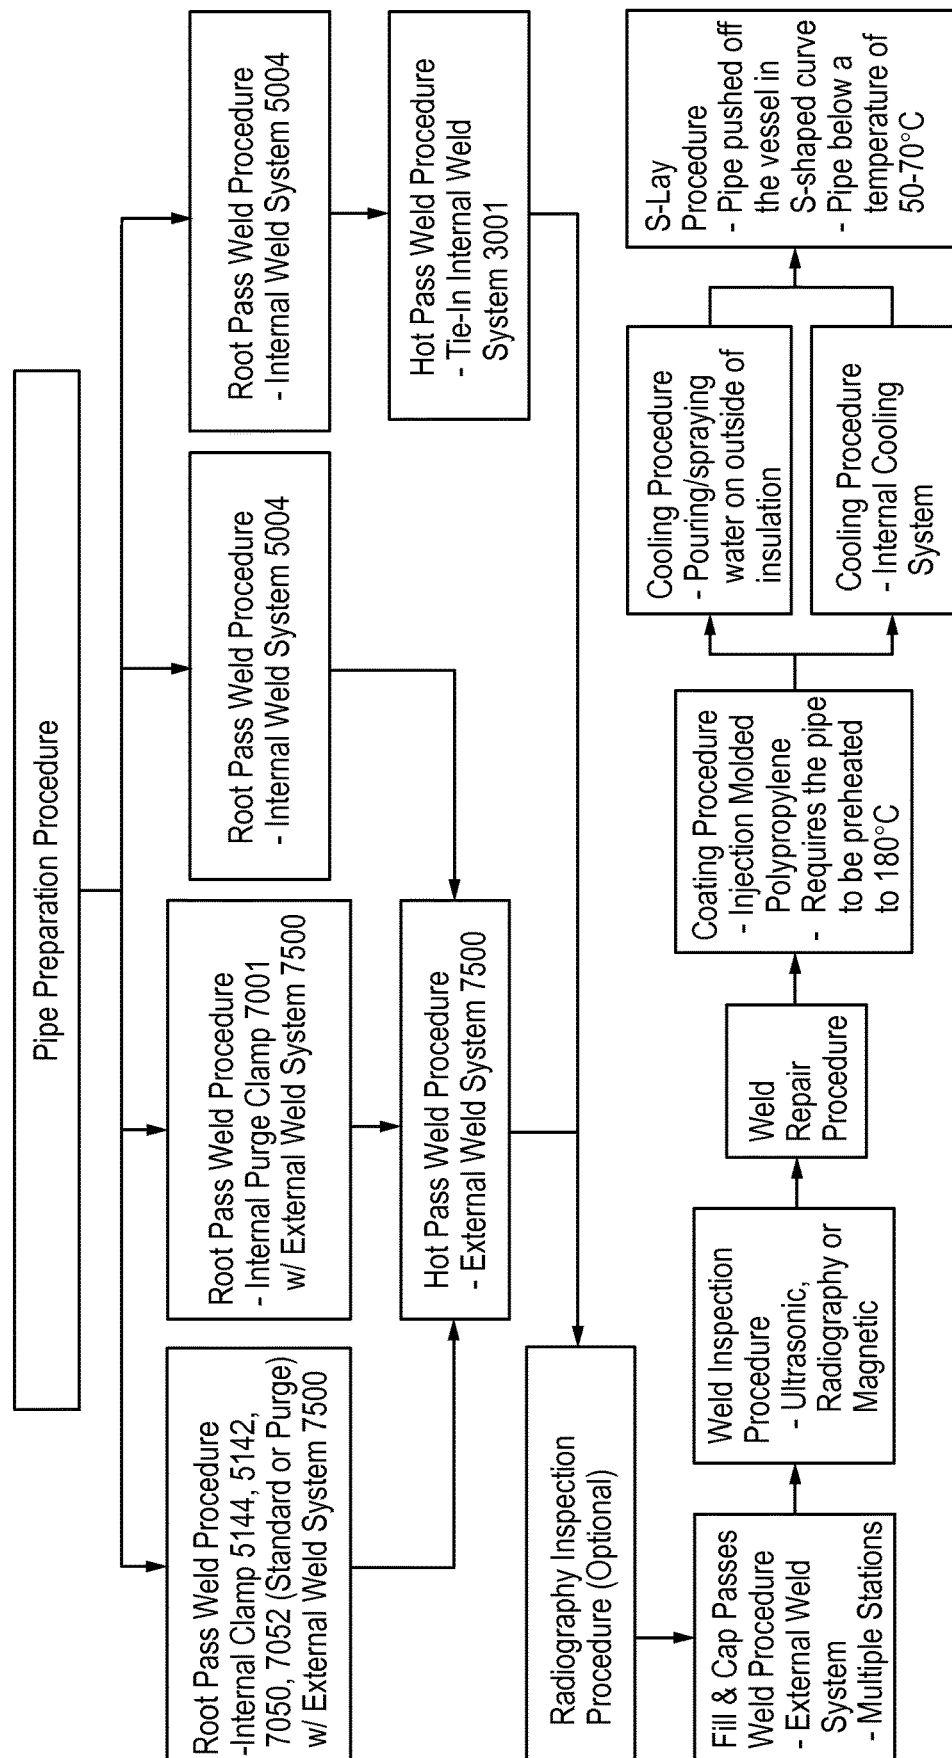 Pipe Preparation Procedure
Root Pass Weld Procedure
-Internal Clamp 5144, 5142,
7050, 7052 (Standard or Purge)
w/ External Weld System 7500
Root Pass Weld Procedure
- Internal Purge Clamp 7001
w/ External Weld System 7500
Root Pass Weld Procedure
- Internal Weld System 5004
Root Pass Weld Procedure
- Internal Weld System 5004
Hot Pass Weld Procedure
- External Weld System 7500
Hot Pass Weld Procedure
- Tie-In Internal Weld
System 3001
Radiography Inspection
Procedure (Optional)
Fill & Cap Passes
Weld Procedure
- External Weld
System
- Multiple Stations
Weld Inspection
Procedure
- Ultrasonic,
Radiography or
Magnetic
Weld
Repair
Procedure
Coating Procedure
- Injection Molded
Polypropylene
- Requires the pipe
to be preheated
to 180°C
Cooling Procedure
- Pouring/spraying
water on outside of
insulation
Cooling Procedure
- Internal Cooling
System
S-Lay
Procedure
- Pipe pushed off
the vessel in
S-shaped curve
- Pipe below a
temperature of
50-70°C